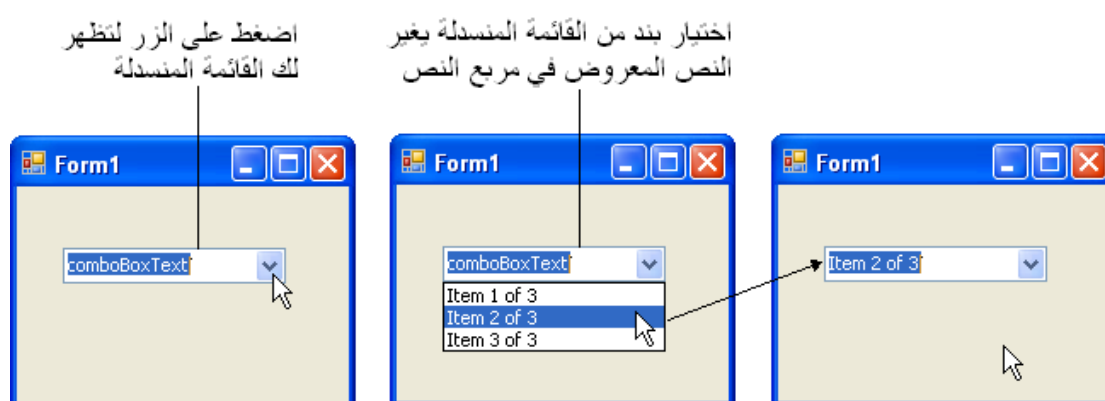 اضغط على الزر لتظهر
لك القائمة المنسدلة
اختيار بند من القائمة المنسدلة يغير
النص المعروض في مربع النص
Form1
comboBoxText
Form1
comboBoxText
Item 1 of 3
Item 2 of 3
Item 3 of 3
Form1
Item 2 of 3